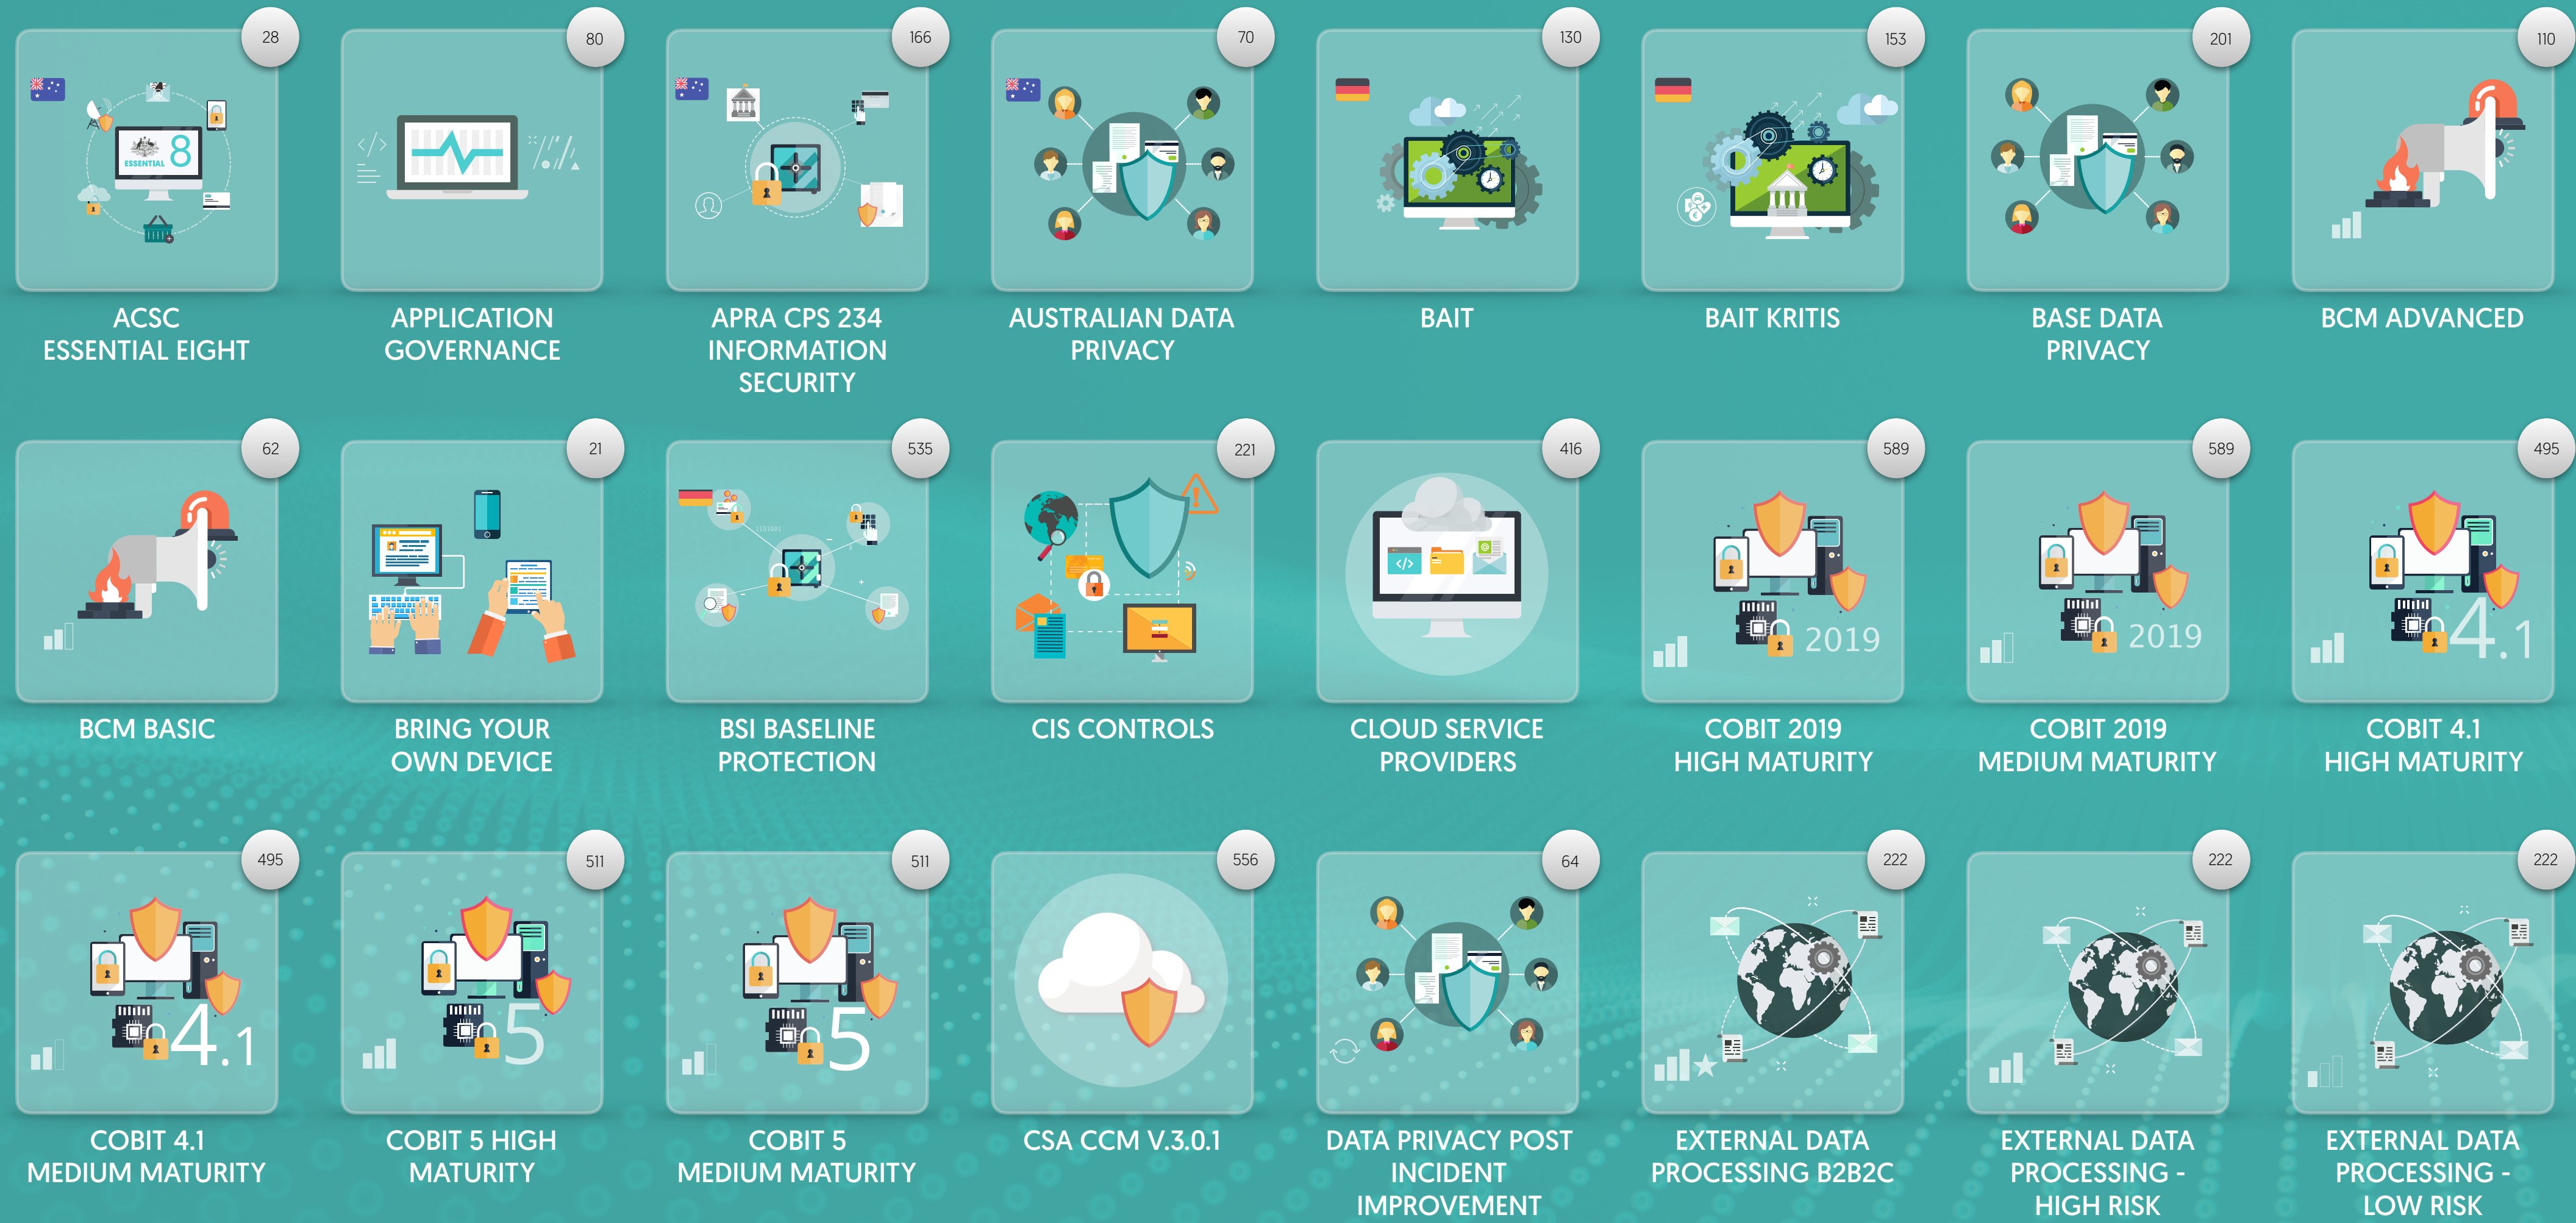 28
80
166
70
130
153
201
110
ESSENTIAL 8
ACSC
ESSENTIAL EIGHT
APPLICATION
GOVERNANCE
APRA CPS 234
INFORMATION
SECURITY
AUSTRALIAN DATA
PRIVACY
BAIT
BAIT KRITIS
BASE DATA
PRIVACY
BCM ADVANCED
62
21
535
221
416
589
589
495
1101001
</>
2019
2019
4.1
BCM BASIC
BRING YOUR
OWN DEVICE
BSI BASELINE
PROTECTION
CIS CONTROLS
CLOUD SERVICE
PROVIDERS
COBIT 2019
HIGH MATURITY
COBIT 2019
MEDIUM MATURITY
COBIT 4.1
HIGH MATURITY
495
511
511
556
64
222
222
222
4.1
5
5
COBIT 4.1
MEDIUM MATURITY
COBIT 5 HIGH
MATURITY
COBIT 5
MEDIUM MATURITY
CSA CCM V.3.0.1
DATA PRIVACY POST
INCIDENT
IMPROVEMENT
EXTERNAL DATA
PROCESSING B2B2C
EXTERNAL DATA
PROCESSING -
HIGH RISK
EXTERNAL DATA
PROCESSING -
LOW RISK